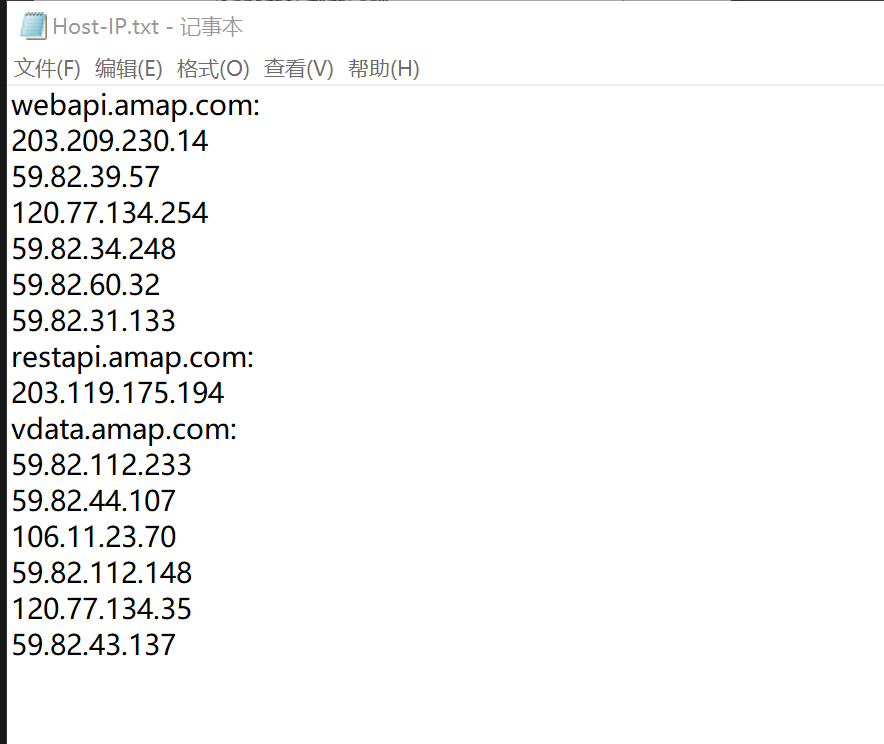 Host-IP.txt - 记事本
文件(F) 编辑(E) 格式(O) 查看(V) 帮助(H)
webapi.amap.com:
203.209.230.14
59.82.39.57
120.77.134.254
59.82.34.248
59.82.60.32
59.82.31.133
restapi.amap.com:
203.119.175.194
vdata.amap.com:
59.82.112.233
59.82.44.107
106.11.23.70
59.82.112.148
120.77.134.35
59.82.43.137